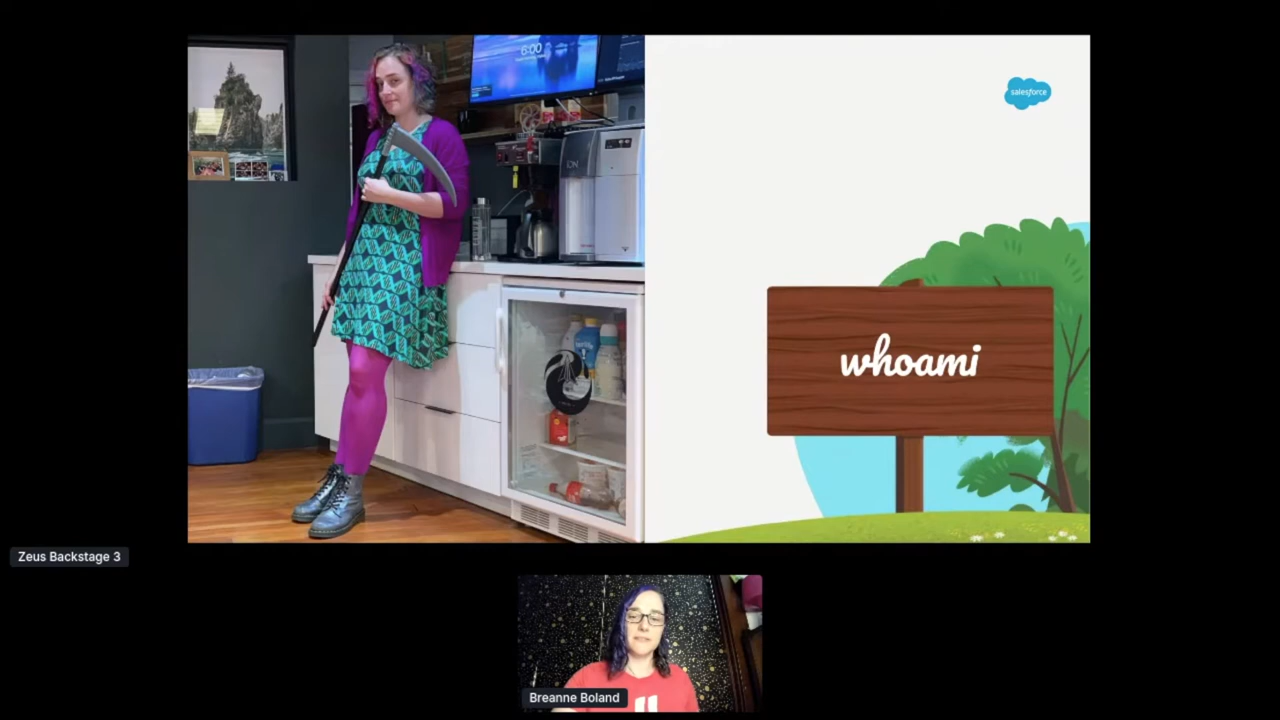 6:00
salesforce
whoami
Zeus Backstage 3
Breanne Boland